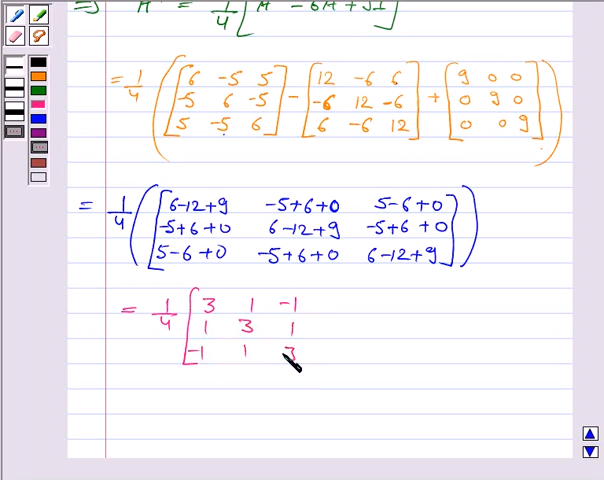 ⇒ A⁻¹ = 1/4 [A² - 6A + 9I]
= 1/4 ([6 -5 5] - [12 -6 6] + [9 0 0]
[-5 6 -5] [-6 12 -6] [0 9 0]
[5 -5 6] [6 -6 12] [0 0 9])
= 1/4 ([6-12+9 -5+6+0 5-6+0]
[-5+6+0 6-12+9 -5+6+0]
[5-6+0 -5+6+0 6-12+9])
= 1/4 [3 1 -1
1 3 1
-1 1 3